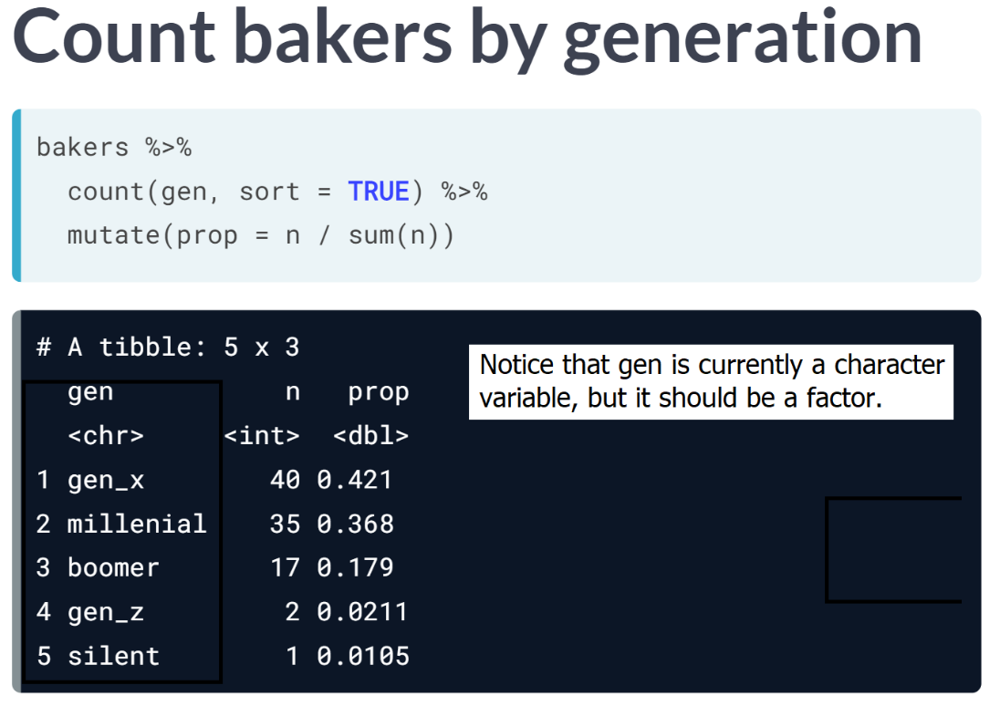 Count bakers by generation
bakers %>%
  count(gen, sort = TRUE) %>%
  mutate(prop = n / sum(n))
# A tibble: 5 x 3
  gen           n   prop
  <chr>     <int>  <dbl>
1 gen_x        40 0.421
2 millenial    35 0.368
3 boomer       17 0.179
4 gen_z         2 0.0211
5 silent        1 0.0105
Notice that gen is currently a character
variable, but it should be a factor.